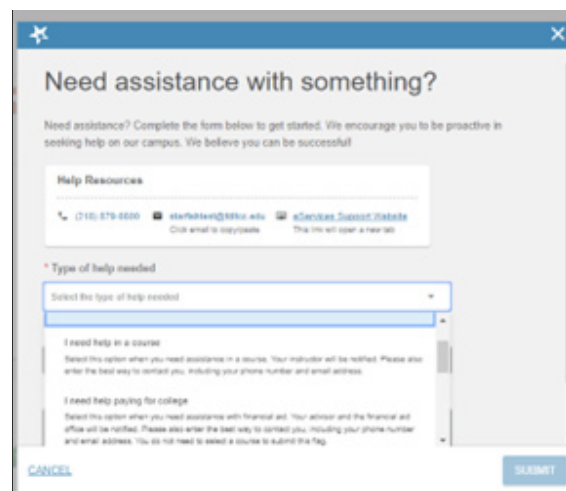 Need assistance with something?
Need assistance? Complete the form below to get started. We encourage you to be proactive in
seeking help on our campus. We believe you can be successful!
Help Resources
(218) 879-0800 eServices Support Website
Click email to copy/paste This link will open a new tab
* Type of help needed
Select the type of help needed
I need help in a course
Select this option when you need assistance in a course. Your instructor will be notified. Please also
enter the best way to contact you, including your phone number and email address.
I need help paying for college
Select this option when you need assistance with financial aid. Your advisor and the financial aid
office will be notified. Please also enter the best way to contact you, including your phone number
and email address. You do not need to select a course to submit this flag.
CANCEL
SUBMIT